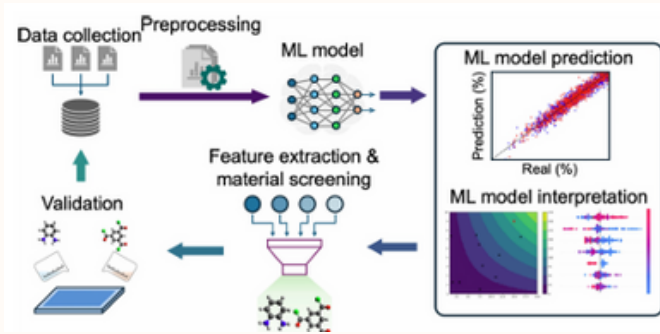 Data collection
Preprocessing
ML model
ML model prediction
Prediction (%)
Real (%)
ML model interpretation
Feature extraction &
material screening
Validation